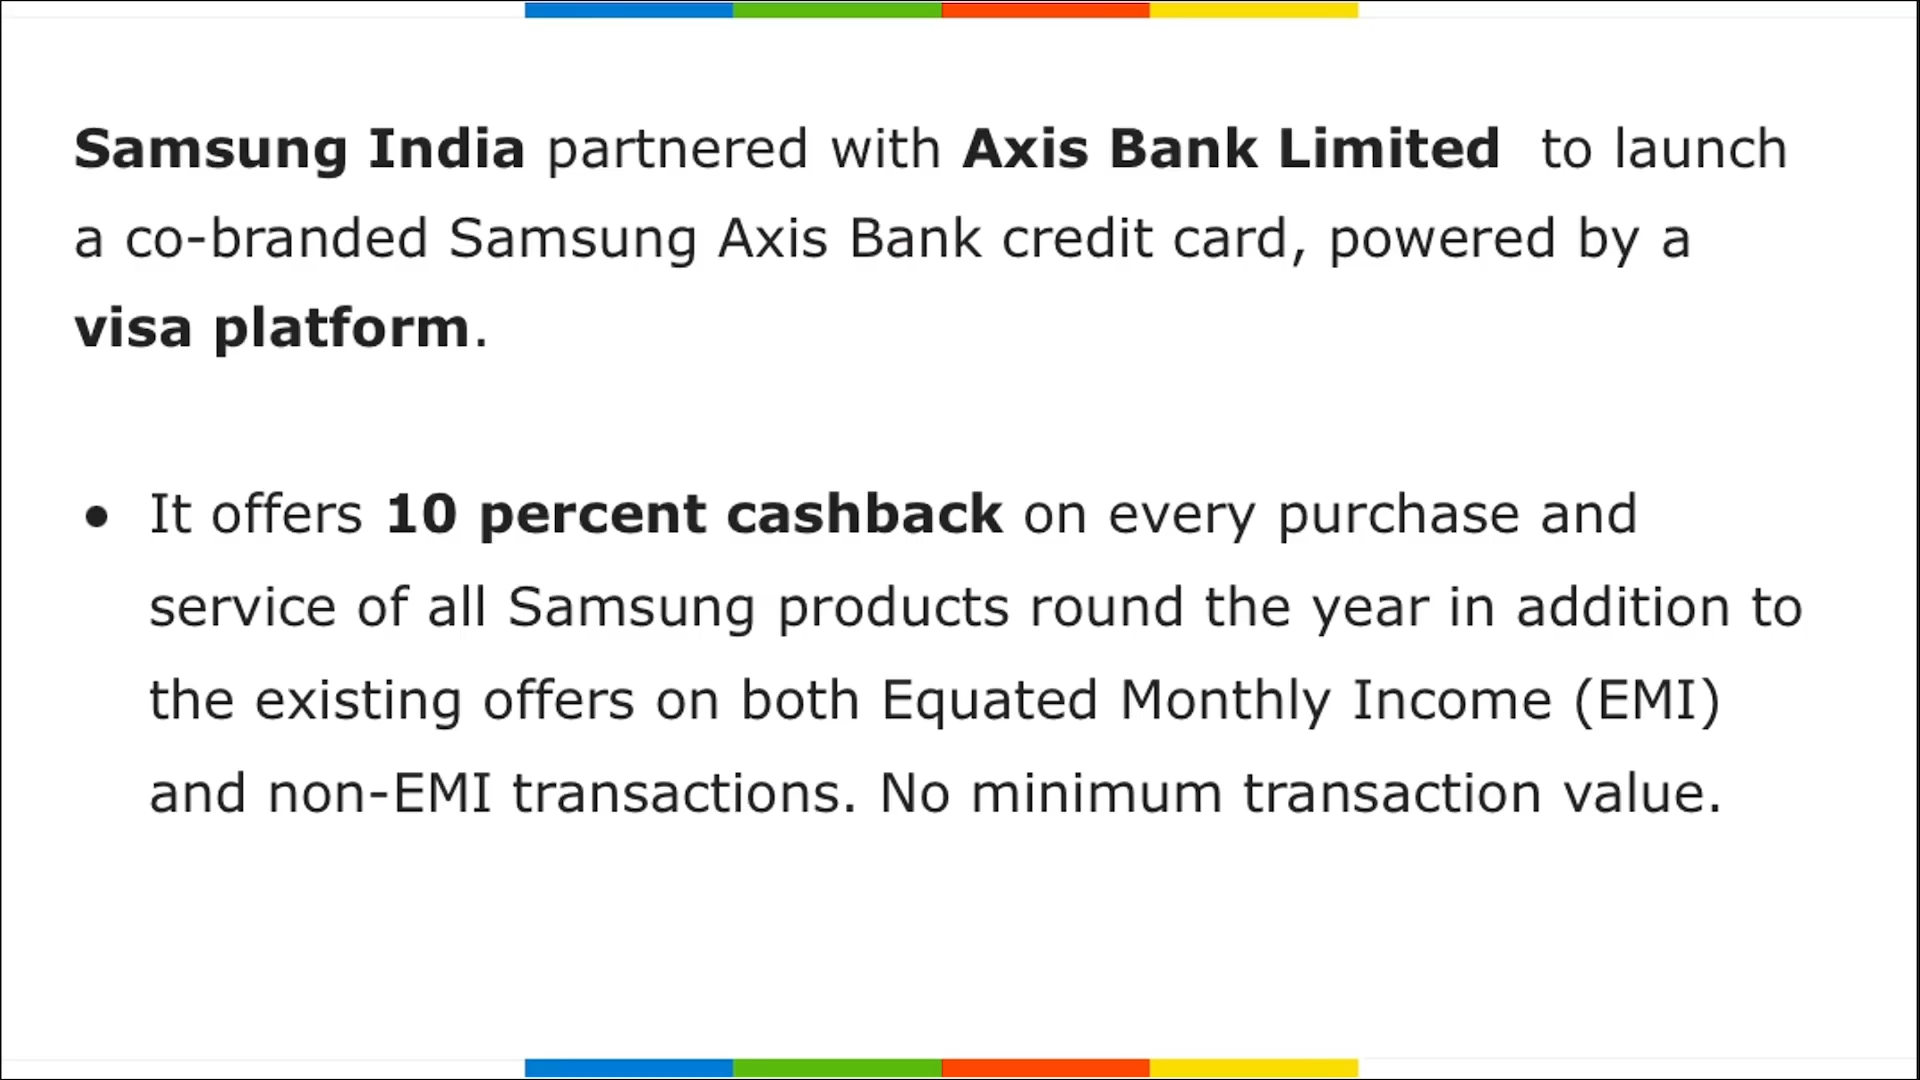 Samsung India partnered with Axis Bank Limited to launch
a co-branded Samsung Axis Bank credit card, powered by a
visa platform.
● It offers 10 percent cashback on every purchase and
service of all Samsung products round the year in addition to
the existing offers on both Equated Monthly Income (EMI)
and non-EMI transactions. No minimum transaction value.